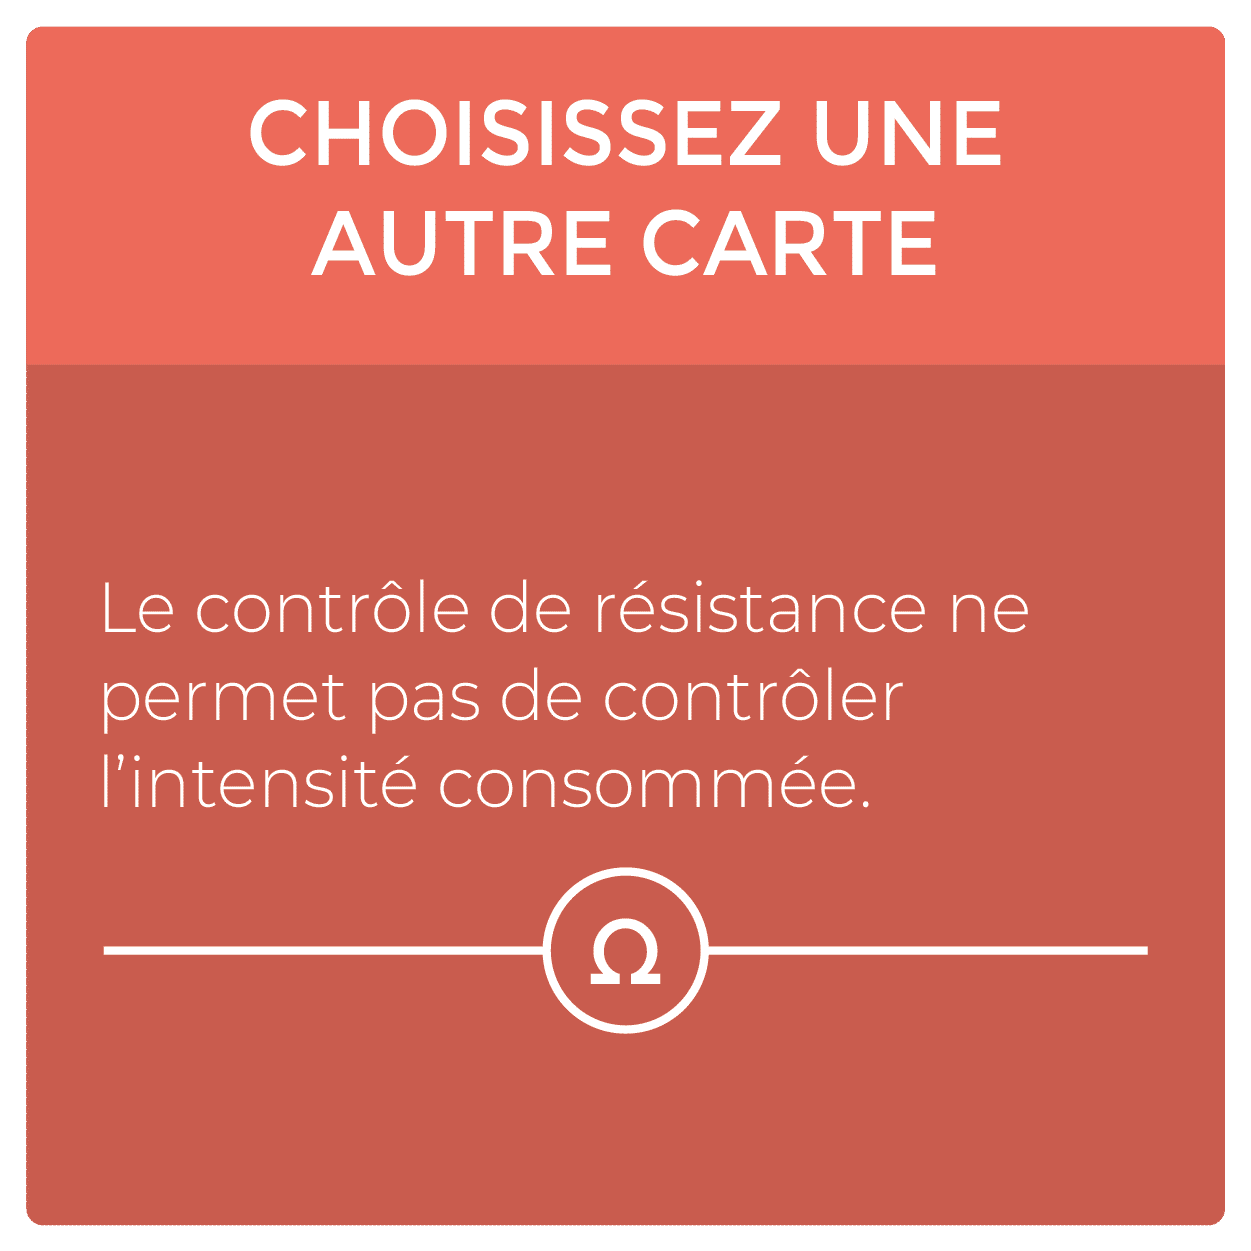 CHOISISSEZ UNE
AUTRE CARTE
Le contrôle de résistance ne
permet pas de contrôler
l’intensité consommée.
Ω